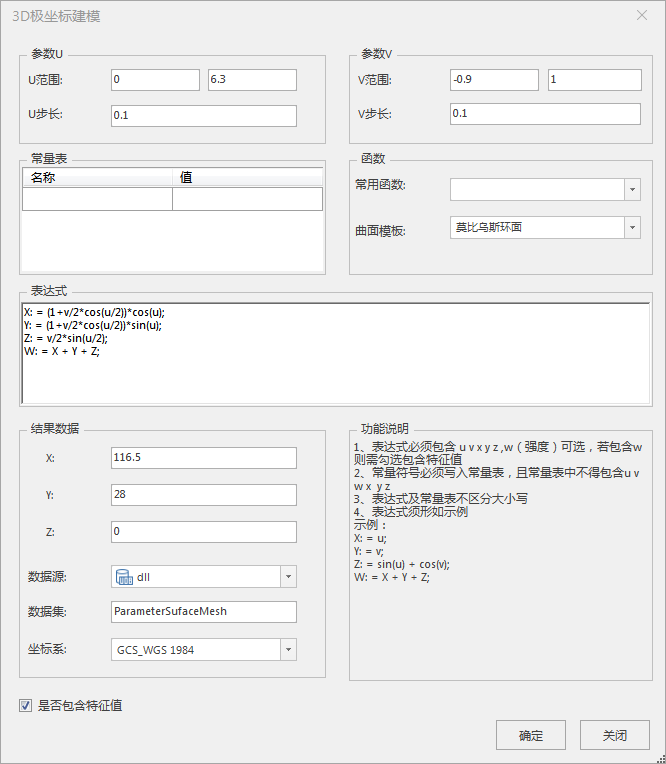 3D极坐标建模
参数U
U范围:
0
6.3
U步长:
0.1
参数V
V范围:
-0.9
1
V步长:
0.1
常量表
名称
值
函数
常用函数:
曲面模板:
莫比乌斯环面
表达式
X: = (1+v/2*cos(u/2))*cos(u);
Y: = (1+v/2*cos(u/2))*sin(u);
Z: = v/2*sin(u/2);
W: = X + Y + Z;
结果数据
X:
116.5
Y:
28
Z:
0
数据源:
dll
数据集:
ParameterSufaceMesh
坐标系:
GCS_WGS 1984
功能说明
1、表达式必须包含 u v x y z ,w（强度）可选，若包含w
则需勾选包含特征值
2、常量符号必须写入常量表，且常量表中不得包含u v
w x y z
3、表达式及常量表不区分大小写
4、表达式须形如示例
示例：
X: = u;
Y: = v;
Z: = sin(u) + cos(v);
W: = X + Y + Z;
是否包含特征值
确定
关闭